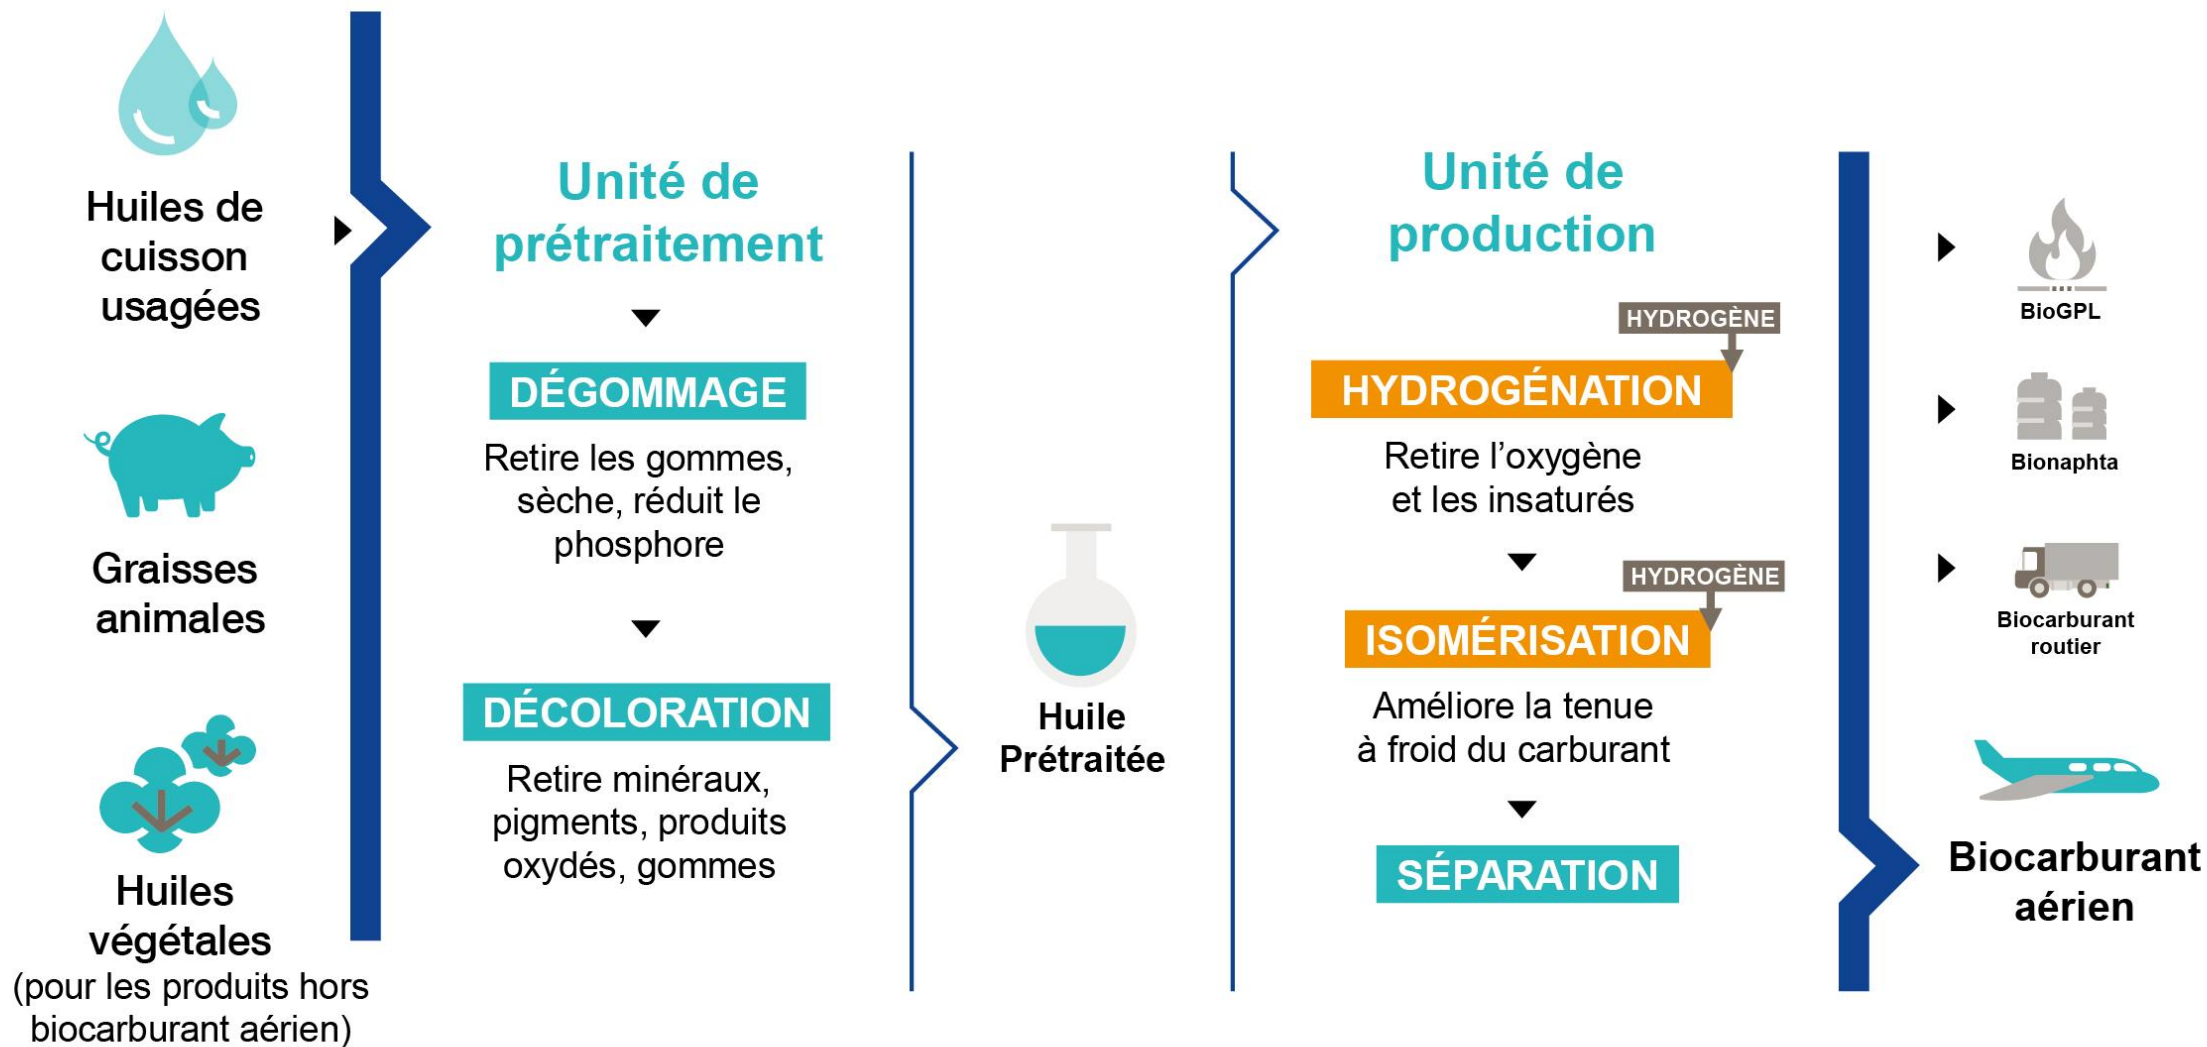 Huiles de
cuisson
usagées
Graisses
animales
Huiles
végétales
(pour les produits hors
biocarburant aérien)
Unité de
prétraitement
DÉGOMMAGE
Retire les gommes,
sèche, réduit le
phosphore
DÉCOLORATION
Retire minéraux,
pigments, produits
oxydés, gommes
Huile
Prétraitée
Unité de
production
HYDROGÈNE
HYDROGÉNATION
Retire l’oxygène
et les insaturés
HYDROGÈNE
ISOMÉRISATION
Améliore la tenue
à froid du carburant
SÉPARATION
BioGPL
Bionaphta
Biocarburant
routier
Biocarburant
aérien